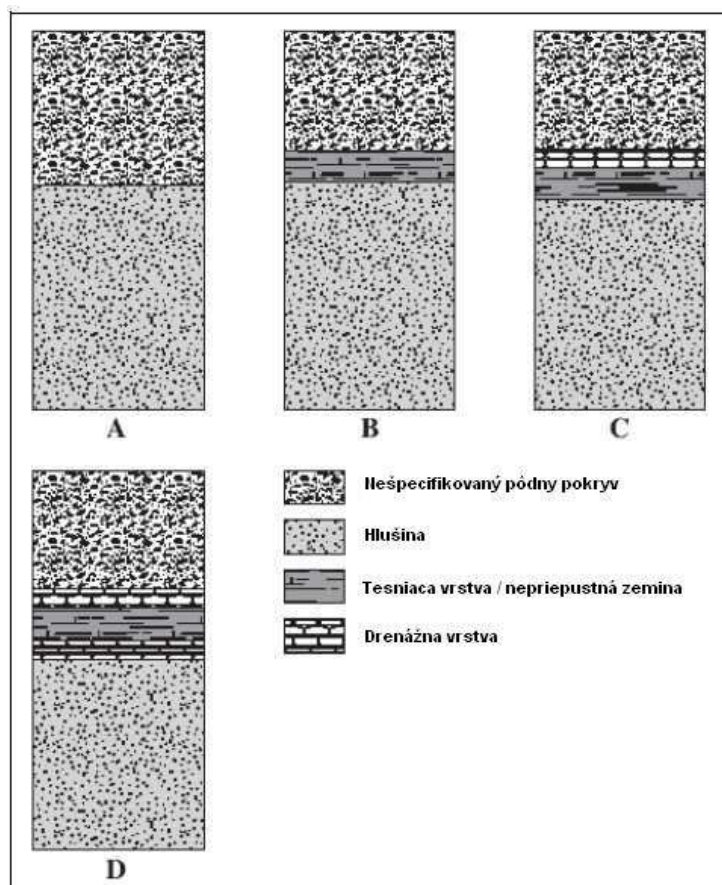 A
B
C
Nešpecifikovaný pôdny pokryv
Hlušina
Tesniaca vrstva / nepriepustná zemina
Drenážna vrstva
D